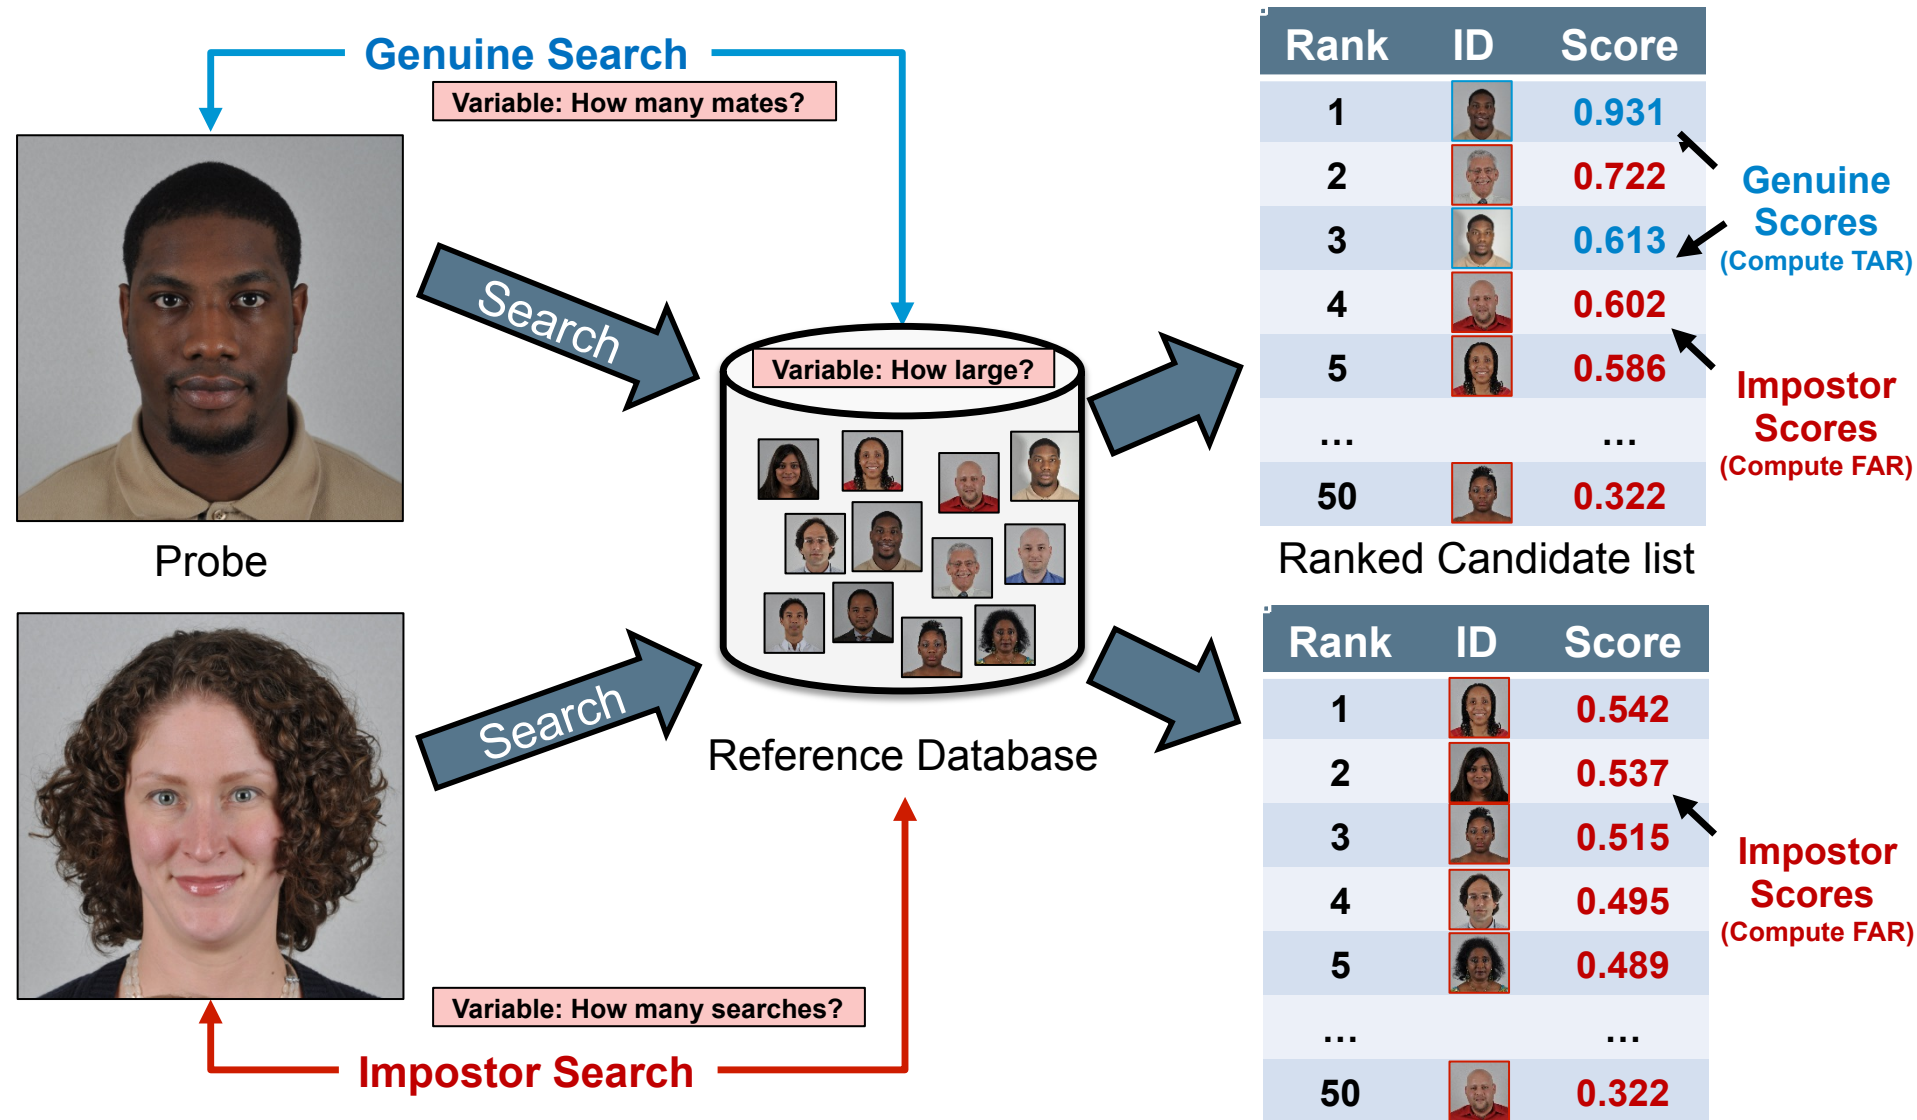 Genuine Search
Variable: How many mates?
Probe
Search
Search
Variable: How large?
Reference Database
Variable: How many searches?
Impostor Search
Rank ID Score
1 0.931
2 0.722
3 0.613
4 0.602
5 0.586
... ...
50 0.322
Ranked Candidate list
Genuine
Scores
(Compute TAR)
Impostor
Scores
(Compute FAR)
Rank ID Score
1 0.542
2 0.537
3 0.515
4 0.495
5 0.489
... ...
50 0.322
Impostor
Scores
(Compute FAR)